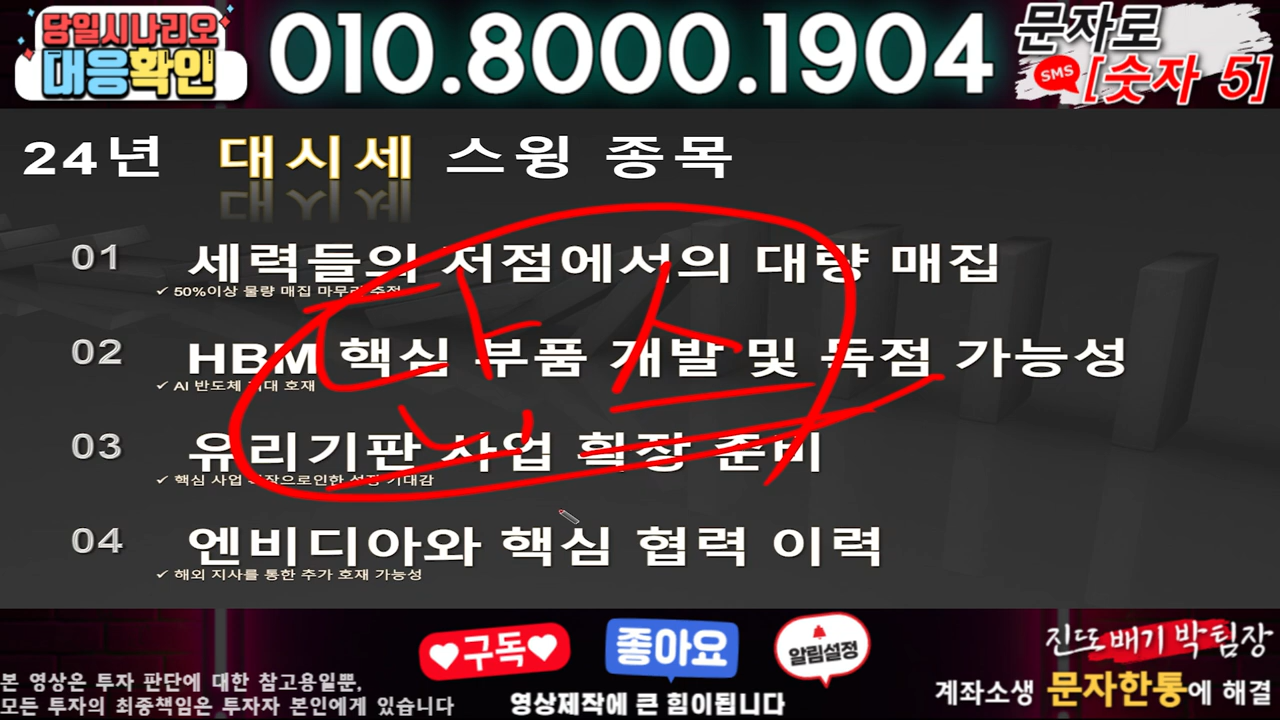 당일시나리오
대응확인
010.8000.1904
문자로
SMS [숫자 5]
24년 대시세 스윙 종목
01 세력들의 저점에서의 대량 매집
✓ 50%이상 물량 매집 마무리 추정
02 HBM 핵심 부품 개발 및 독점 가능성
✓ AI 반도체 확대 호재
03 유리기판 사업 확장 준비
✓ 핵심 사업 확장으로인한 성장 기대감
04 엔비디아와 핵심 협력 이력
✓ 해외 지사를 통한 추가 호재 가능성
구독
좋아요
알림설정
영상제작에 큰 힘이됩니다
본 영상은 투자 판단에 대한 참고용일뿐,
모든 투자의 최종책임은 투자자 본인에게 있습니다
진또배기 박팀장
계좌소생 문자한통에 해결